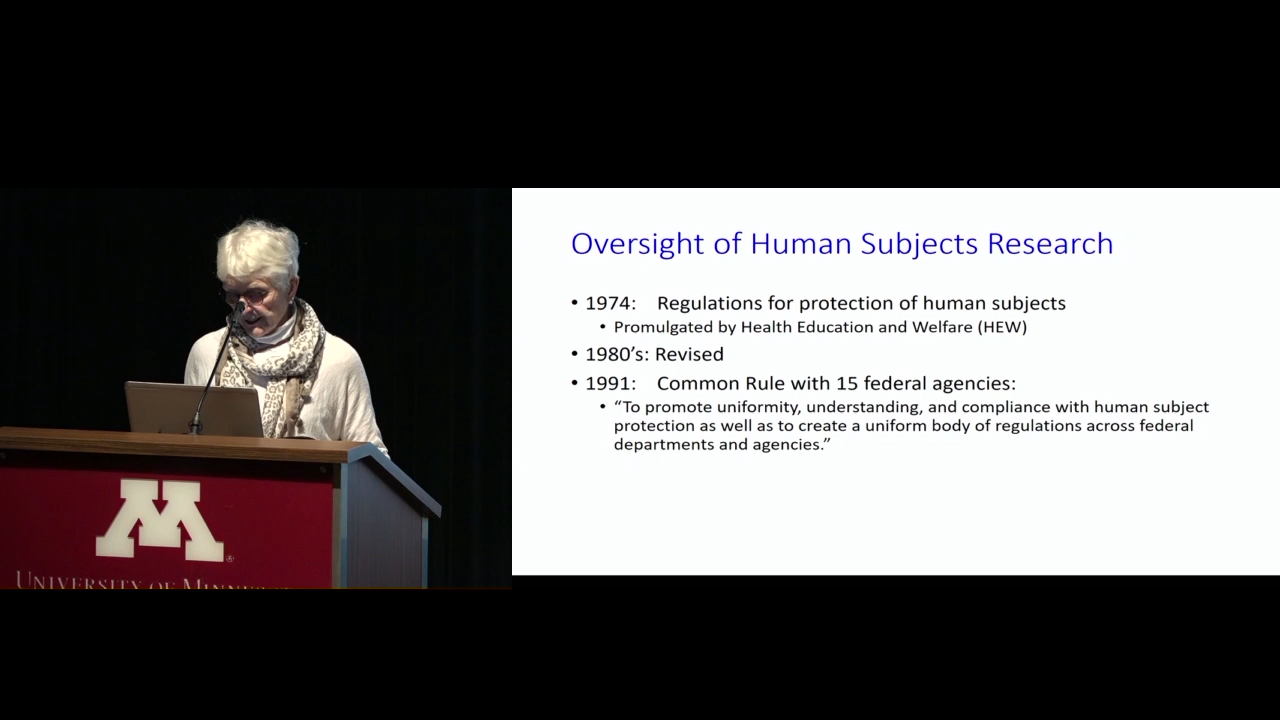 Oversight of Human Subjects Research
• 1974: Regulations for protection of human subjects
• Promulgated by Health Education and Welfare (HEW)
• 1980’s: Revised
• 1991: Common Rule with 15 federal agencies:
• “To promote uniformity, understanding, and compliance with human subject
protection as well as to create a uniform body of regulations across federal
departments and agencies.”
M
UNIVERSITY OF